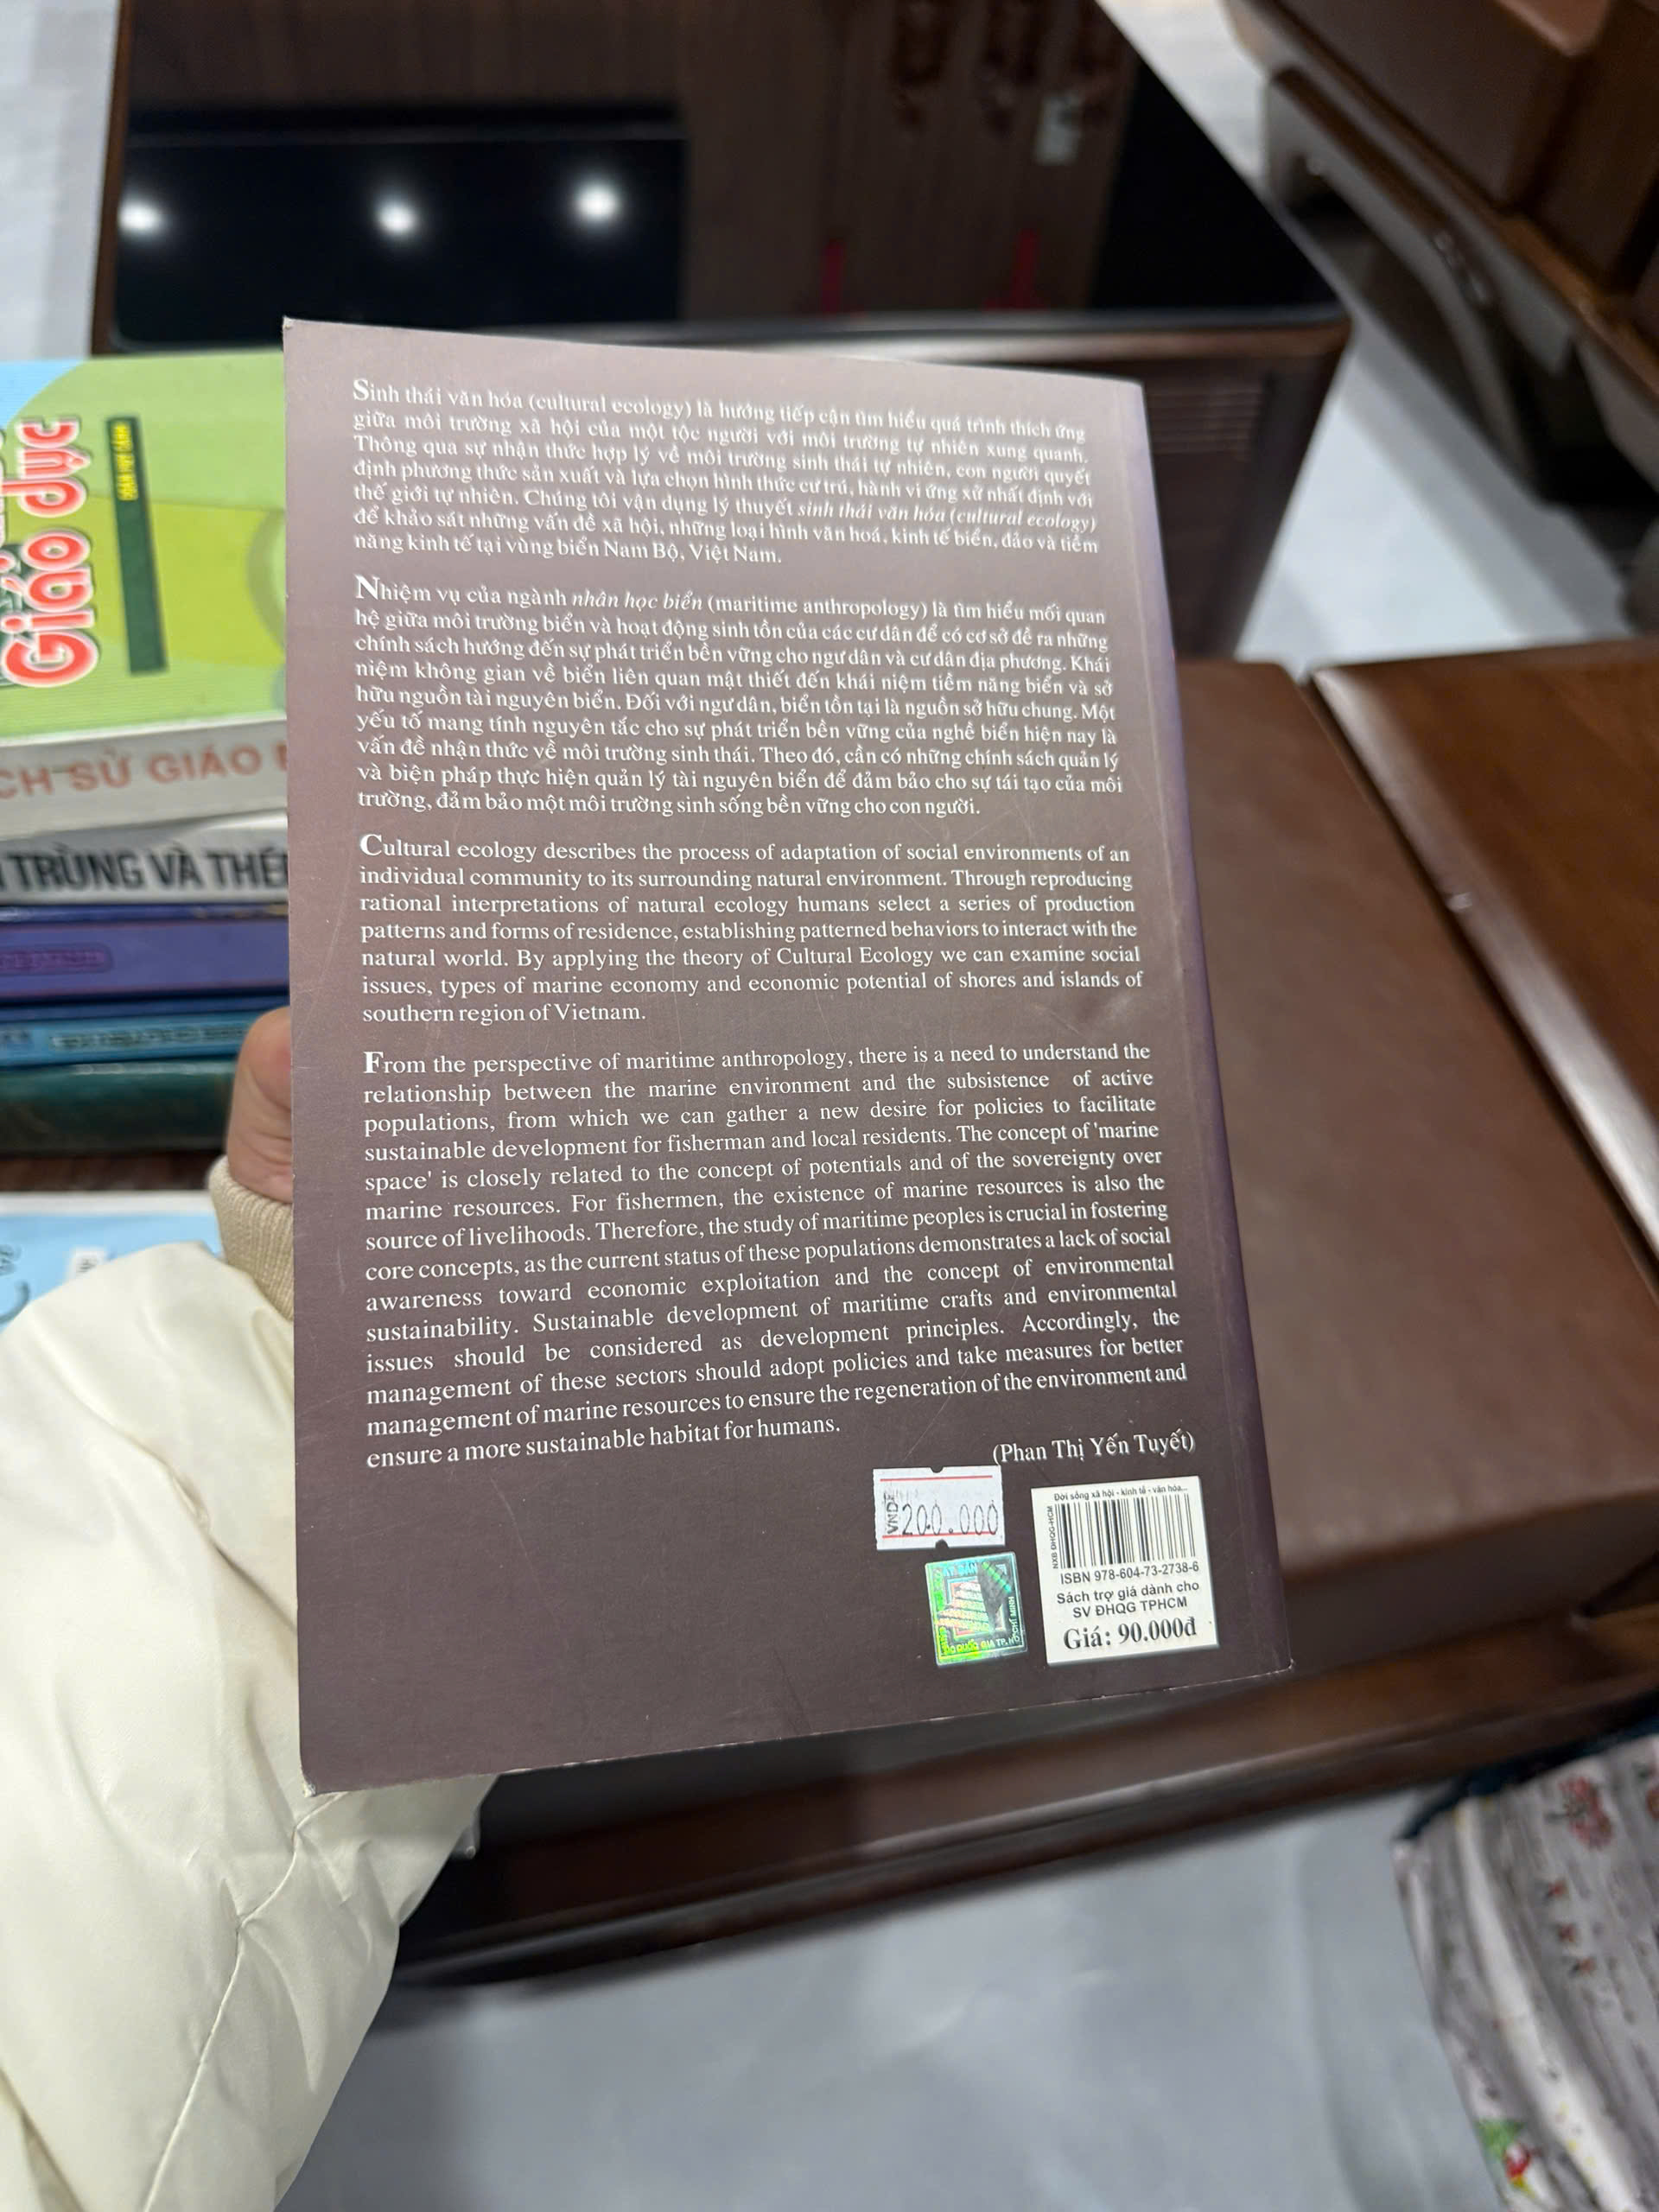 Sinh thái văn hóa (cultural ecology) là hướng tiếp cận tìm hiểu quá trình thích ứng
giữa môi trường xã hội của một tộc người với môi trường tự nhiên xung quanh.
Thông qua sự nhận thức hợp lý về môi trường sinh thái tự nhiên, con người quyết
định phương thức sản xuất và lựa chọn hình thức cư trú, hành vi ứng xử nhất định với
thế giới tự nhiên. Chúng tôi vận dụng lý thuyết sinh thái văn hóa (cultural ecology)
để khảo sát những vấn đề xã hội, những loại hình văn hoá, kinh tế biển, đảo và tiềm
năng kinh tế tại vùng biển Nam Bộ, Việt Nam.
Nhiệm vụ của ngành nhân học biển (maritime anthropology) là tìm hiểu mối quan
hệ giữa môi trường biển và hoạt động sinh tồn của các cư dân để có cơ sở đề ra những
chính sách hướng đến sự phát triển bền vững cho ngư dân và cư dân địa phương. Khái
niệm không gian về biển liên quan mật thiết đến khái niệm tiềm năng biển và sở
hữu nguồn tài nguyên biển. Đối với ngư dân, biển tồn tại là nguồn sở hữu chung. Một
yếu tố mang tính nguyên tắc cho sự phát triển bền vững của nghề biển hiện nay là
vấn đề nhận thức về môi trường sinh thái. Theo đó, cần có những chính sách quản lý
và biện pháp thực hiện quản lý tài nguyên biển để đảm bảo cho sự tái tạo của môi
trường, đảm bảo một môi trường sinh sống bền vững cho con người.
Cultural ecology describes the process of adaptation of social environments of an
individual community to its surrounding natural environment. Through reproducing
rational interpretations of natural ecology humans select a series of production
patterns and forms of residence, establishing patterned behaviors to interact with the
natural world. By applying the theory of Cultural Ecology we can examine social
issues, types of marine economy and economic potential of shores and islands of
southern region of Vietnam.
From the perspective of maritime anthropology, there is a need to understand the
relationship between the marine environment and the subsistence of active
populations, from which we can gather a new desire for policies to facilitate
sustainable development for fisherman and local residents. The concept of 'marine
space' is closely related to the concept of potentials and of the sovereignty over
marine resources. For fishermen, the existence of marine resources is also the
source of livelihoods. Therefore, the study of maritime peoples is crucial in fostering
core concepts, as the current status of these populations demonstrates a lack of social
awareness toward economic exploitation and the concept of environmental
sustainability. Sustainable development of maritime crafts and environmental
issues should be considered as development principles. Accordingly, the
management of these sectors should adopt policies and take measures for better
management of marine resources to ensure the regeneration of the environment and
ensure a more sustainable habitat for humans.
(Phan Thị Yến Tuyết)
VND
200.000
Đời sống xã hội - kinh tế - văn hóa...
NXB ĐHQG-HCM
ISBN 978-604-73-2738-6
Sách trợ giá dành cho
SV ĐHQG TPHCM
Giá: 90.000đ
Giáo dục
CH SỬ GIÁO
TRÙNG VÀ